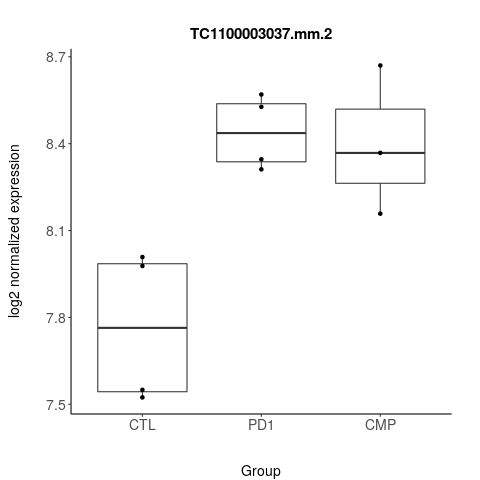 TC1100003037.mm.2
log2 normalized expression
8.7
8.4
8.1
7.8
7.5
CTL PD1 CMP
Group